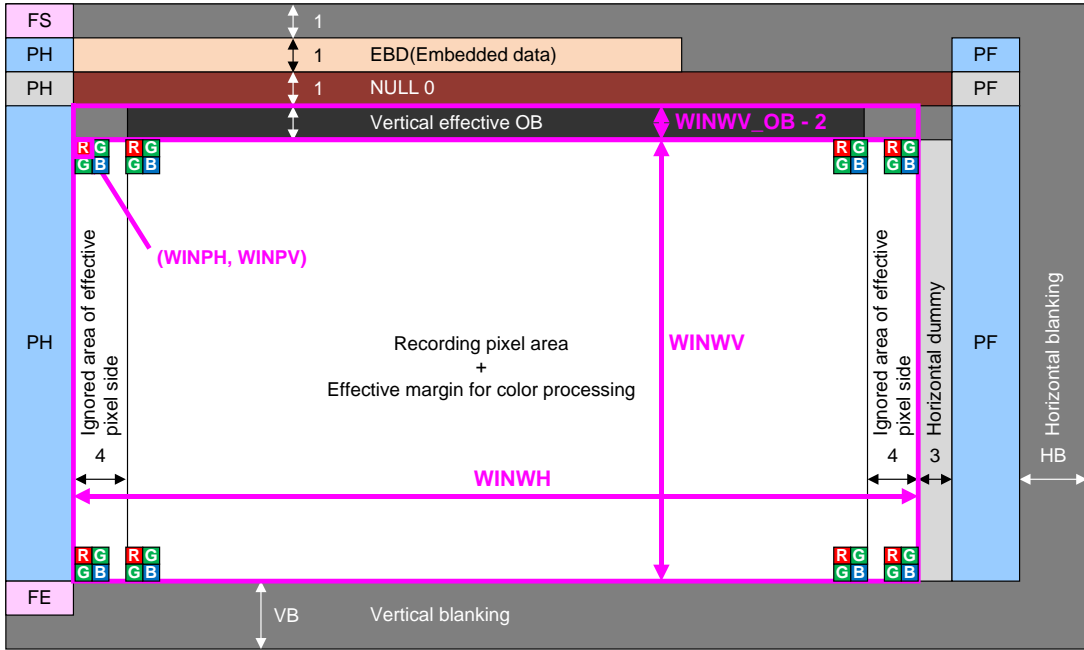 FS
1
PH
1
EBD(Embedded data)
PF
PH
1
NULL 0
PF
Vertical effective OB
WINWV_OB - 2
R G
R G
R G
R G
G B
G B
G B
G B
(WINPH, WINPV)
PH
Ignored area of effective
pixel side
4
Recording pixel area
+
Effective margin for color processing
WINWV
WINWH
Ignored area of effective
pixel side
4
Horizontal dummy
3
PF
Horizontal blanking
HB
R G
R G
R G
R G
G B
G B
G B
G B
FE
VB
Vertical blanking